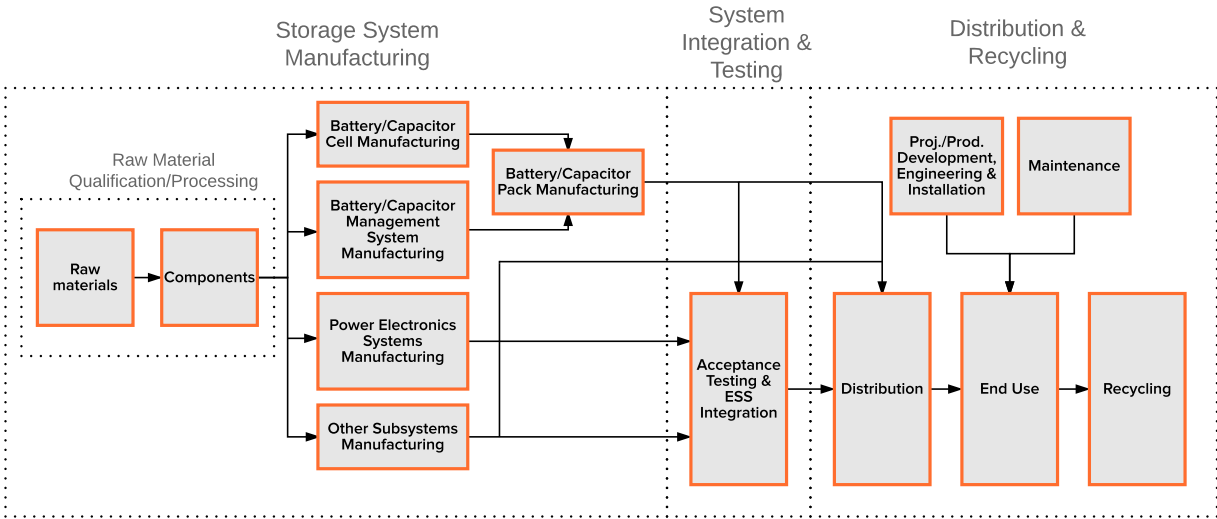 Storage System
Manufacturing
System
Integration &
Testing
Distribution &
Recycling
Raw Material
Qualification/Processing
Raw
materials
Components
Battery/Capacitor
Cell Manufacturing
Battery/Capacitor
Management
System
Manufacturing
Power Electronics
Systems
Manufacturing
Other Subsystems
Manufacturing
Battery/Capacitor
Pack Manufacturing
Acceptance
Testing &
ESS
Integration
Proj./Prod.
Development,
Engineering &
Installation
Maintenance
Distribution
End Use
Recycling